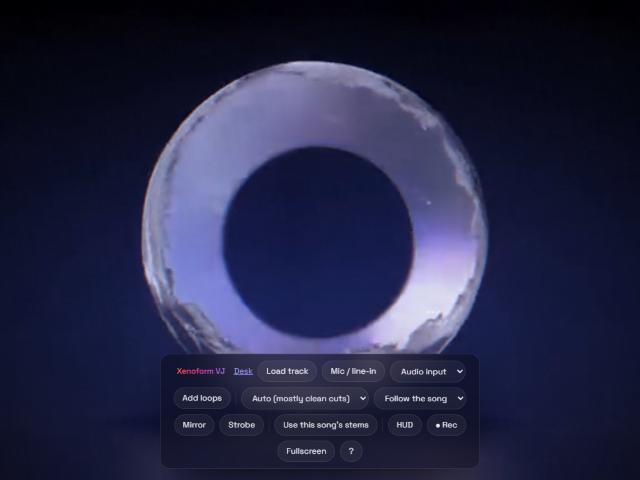 Xenoform VJ Desk Load track Mic / line-in Audio input
Add loops Auto (mostly clean cuts) Follow the song
Mirror Strobe Use this song's stems HUD ● Rec
Fullscreen ?